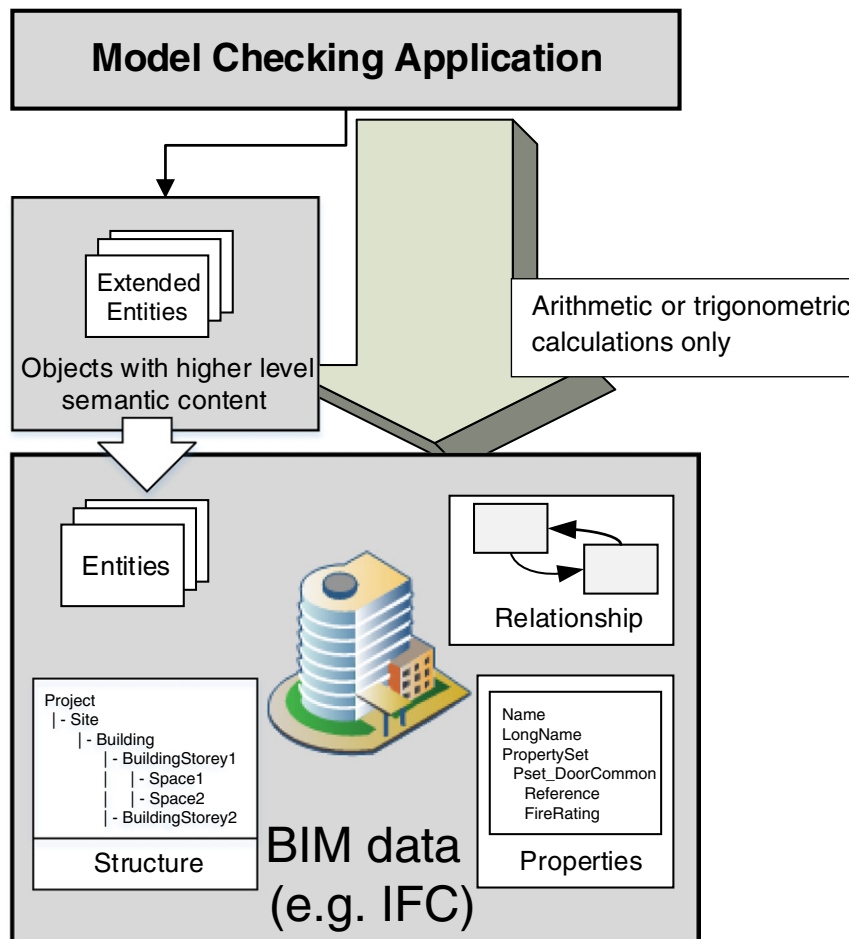 Model Checking Application
Extended
Entities
Objects with higher level
semantic content
Arithmetic or trigonometric
calculations only
Entities
Relationship
Project
|- Site
|- Building
|- BuildingStorey1
| |- Space1
| |- Space2
|- BuildingStorey2
Structure
BIM data
(e.g. IFC)
Name
LongName
PropertySet
Pset_DoorCommon
Reference
FireRating
Properties